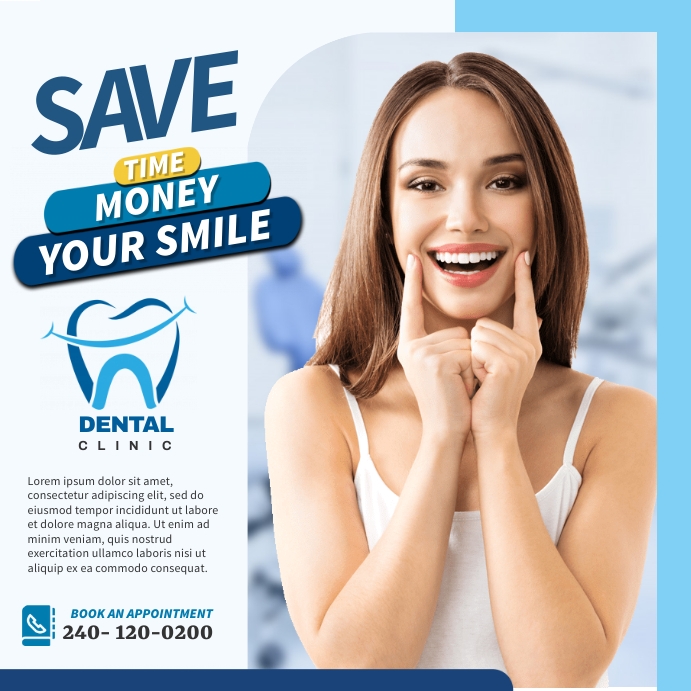 SAVE
TIME
MONEY
YOUR SMILE
DENTAL
CLINIC
Lorem ipsum dolor sit amet,
consectetur adipiscing elit, sed do
eiusmod tempor incididunt ut labore
et dolore magna aliqua. Ut enim ad
minim veniam, quis nostrud
exercitation ullamco laboris nisi ut
aliquip ex ea commodo consequat.
BOOK AN APPOINTMENT
240- 120-0200